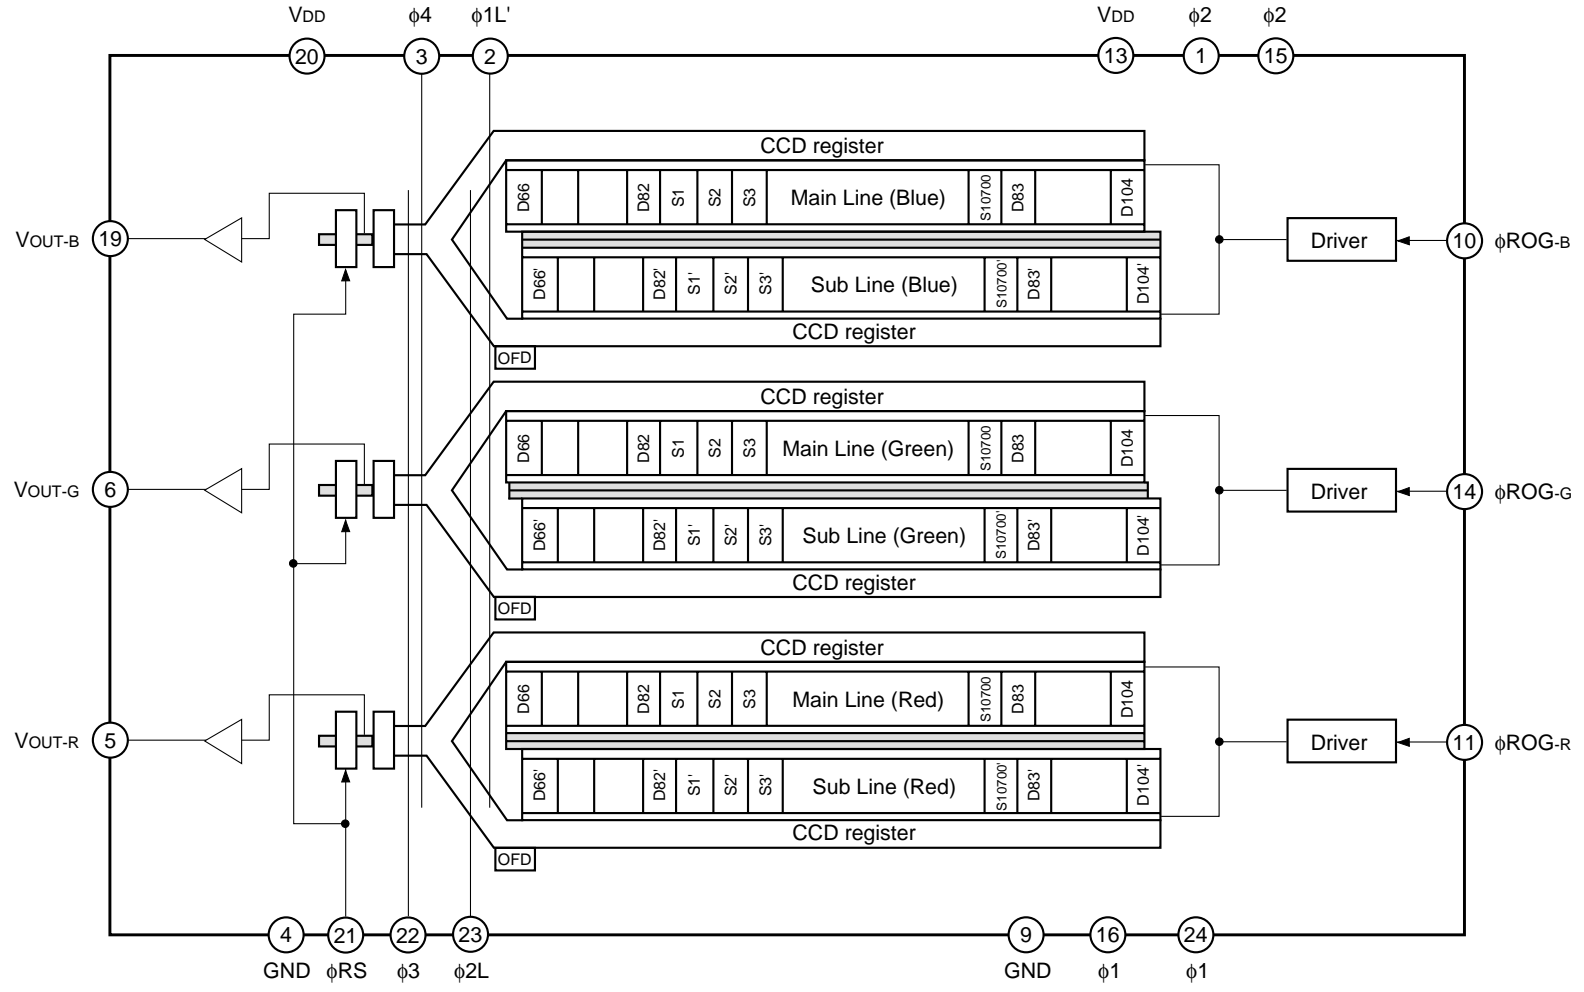 VDD φ4 φ1L' VDD φ2 φ2
20 3 2 13 1 15
CCD register
D66 D82 S1 S2 S3 Main Line (Blue) S10700 D83 D104
VOUT-B 19 Driver 10 φROG-B
D66' D82' S1' S2' S3' Sub Line (Blue) S10700' D83' D104'
CCD register
OFD
CCD register
D66 D82 S1 S2 S3 Main Line (Green) S10700 D83 D104
VOUT-G 6 Driver 14 φROG-G
D66' D82' S1' S2' S3' Sub Line (Green) S10700' D83' D104'
CCD register
OFD
CCD register
D66 D82 S1 S2 S3 Main Line (Red) S10700 D83 D104
VOUT-R 5 Driver 11 φROG-R
D66' D82' S1' S2' S3' Sub Line (Red) S10700' D83' D104'
CCD register
OFD
4 21 22 23 9 16 24
GND φRS φ3 φ2L GND φ1 φ1